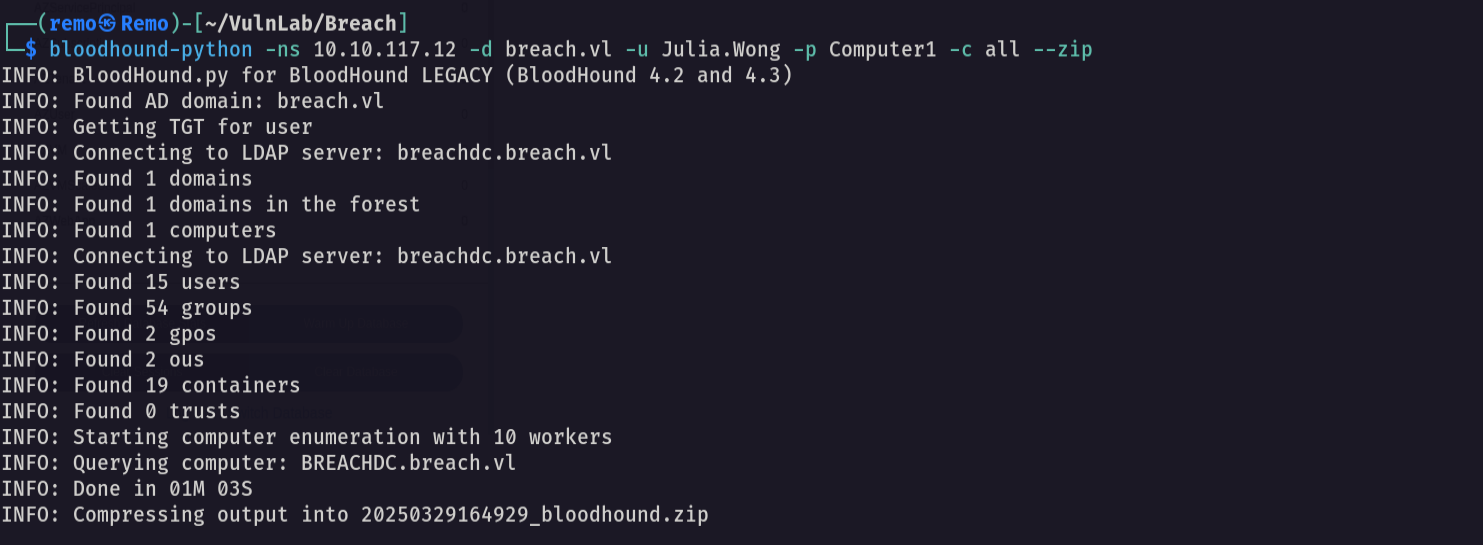 ┌──(remo㉿Remo)-[~/VulnLab/Breach]
└─$ bloodhound-python -ns 10.10.117.12 -d breach.vl -u Julia.Wong -p Computer1 -c all --zip
INFO: BloodHound.py for BloodHound LEGACY (BloodHound 4.2 and 4.3)
INFO: Found AD domain: breach.vl
INFO: Getting TGT for user
INFO: Connecting to LDAP server: breachdc.breach.vl
INFO: Found 1 domains
INFO: Found 1 domains in the forest
INFO: Found 1 computers
INFO: Connecting to LDAP server: breachdc.breach.vl
INFO: Found 15 users
INFO: Found 54 groups
INFO: Found 2 gpos
INFO: Found 2 ous
INFO: Found 19 containers
INFO: Found 0 trusts
INFO: Starting computer enumeration with 10 workers
INFO: Querying computer: BREACHDC.breach.vl
INFO: Done in 01M 03S
INFO: Compressing output into 20250329164929_bloodhound.zip